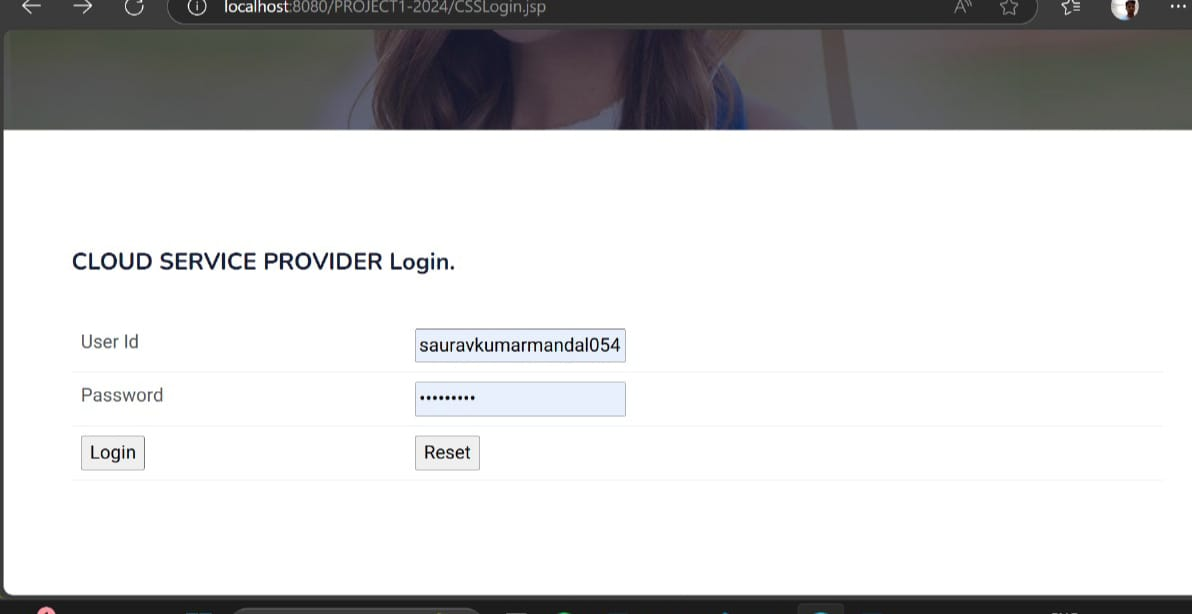 localhost:8080/PROJECT1-2024/CSSLogin.jsp
CLOUD SERVICE PROVIDER Login.
User Id
sauravkumarmandal054
Password
•••••••••
Login
Reset